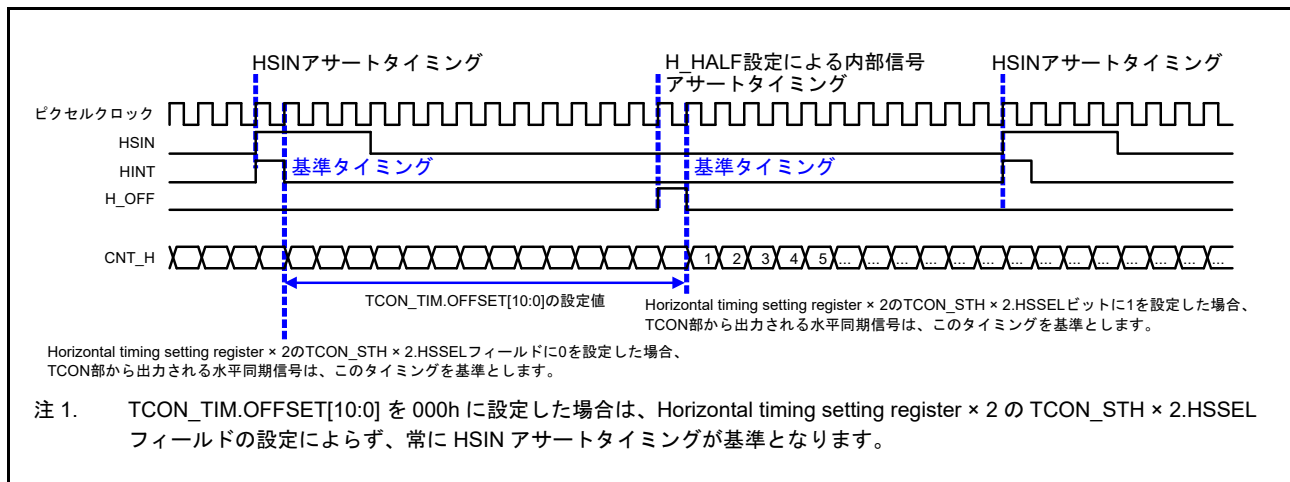 HSINアサートタイミング
H_HALF設定による内部信号
アサートタイミング
HSINアサートタイミング
ピクセルクロック
HSIN
HINT
基準タイミング
基準タイミング
H_OFF
CNT_H
1 2 3 4 5 ... ... ... ... ... ... ... ... ... ... ... ... ... ...
TCON_TIM.OFFSET[10:0]の設定値
Horizontal timing setting register × 2のTCON_STH × 2.HSSELビットに1を設定した場合、
TCON部から出力される水平同期信号は、このタイミングを基準とします。
Horizontal timing setting register × 2のTCON_STH × 2.HSSELフィールドに0を設定した場合、
TCON部から出力される水平同期信号は、このタイミングを基準とします。
注 1. TCON_TIM.OFFSET[10:0] を 000h に設定した場合は、Horizontal timing setting register × 2 の TCON_STH × 2.HSSEL
フィールドの設定によらず、常に HSIN アサートタイミングが基準となります。